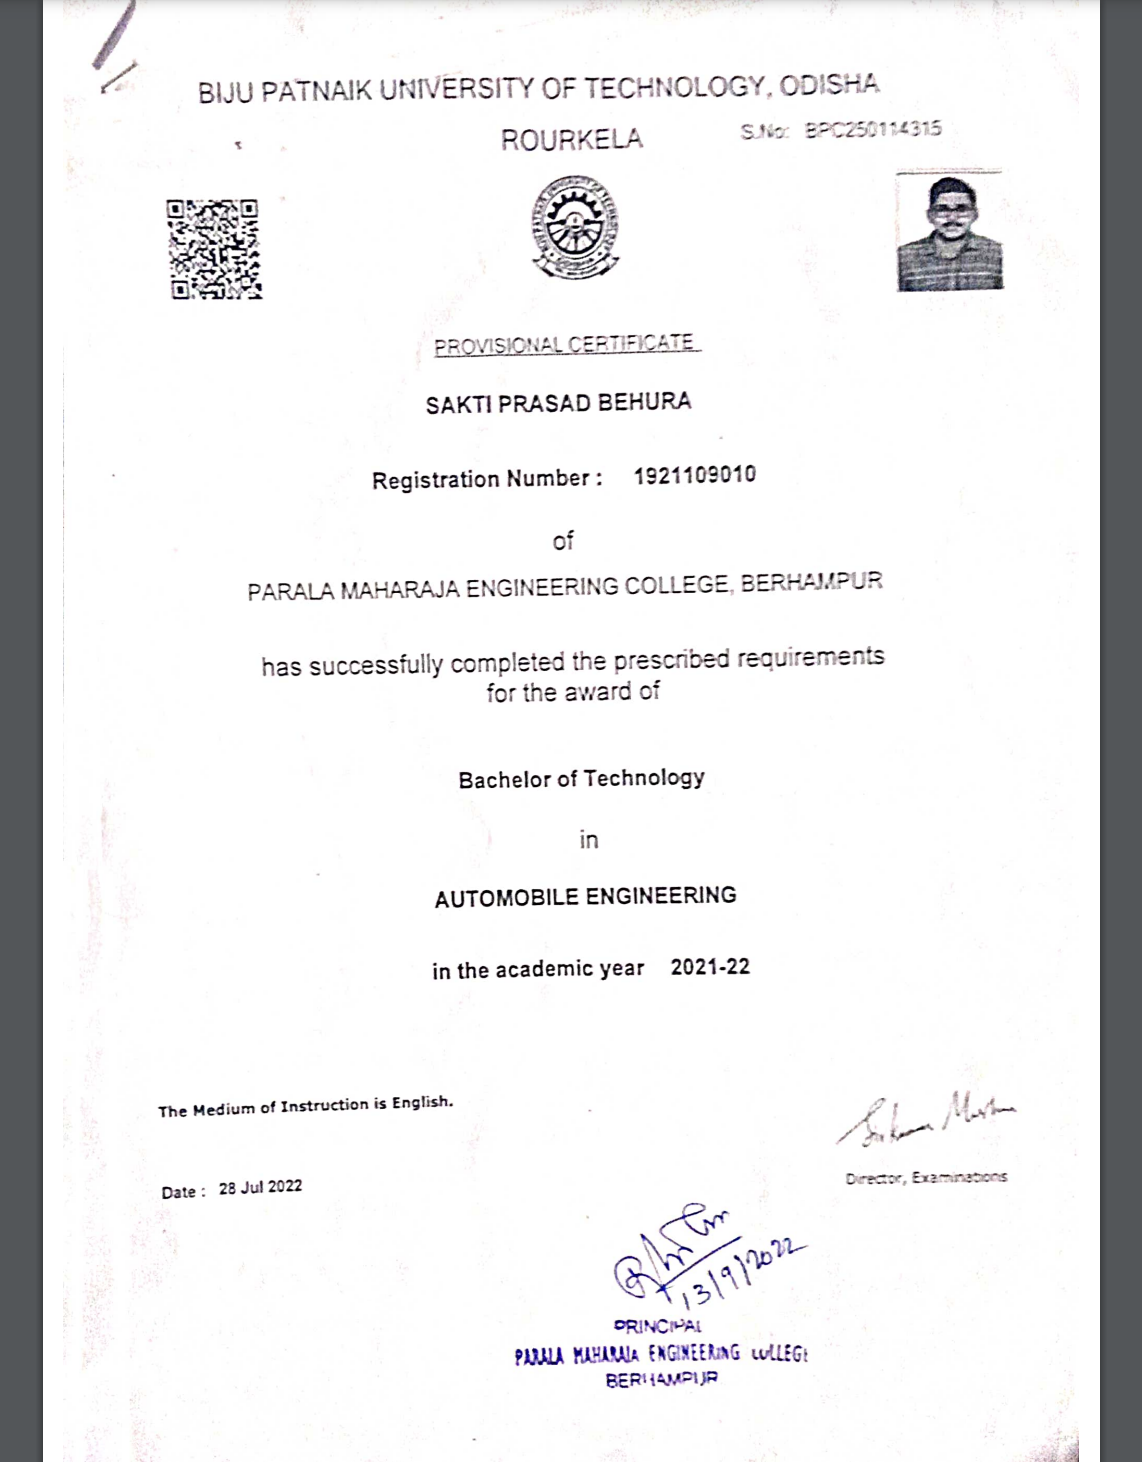 BIJU PATNAIK UNIVERSITY OF TECHNOLOGY, ODISHA
ROURKELA
S.No: BPC250114315
PROVISIONAL CERTIFICATE
SAKTI PRASAD BEHURA
Registration Number : 1921109010
of
PARALA MAHARAJA ENGINEERING COLLEGE, BERHAMPUR
has successfully completed the prescribed requirements
for the award of
Bachelor of Technology
in
AUTOMOBILE ENGINEERING
in the academic year 2021-22
The Medium of Instruction is English.
Director, Examinations
Date : 28 Jul 2022
13/9/2022
PRINCIPAL
PARALA MAHARAJA ENGINEERING COLLEGE
BERHAMPUR